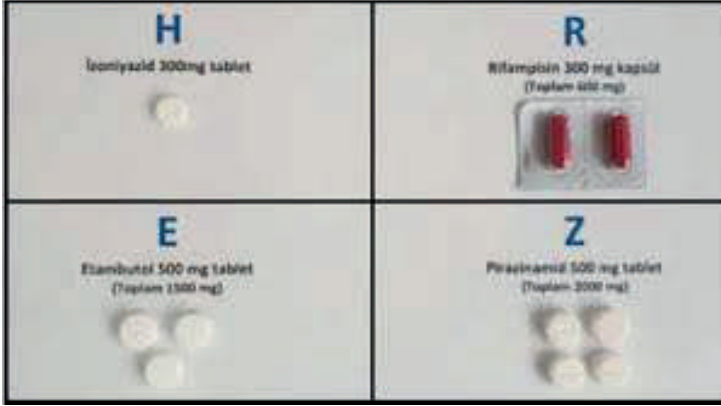 H
İzoniyazid 300mg tablet
R
Rifampisin 300 mg kapsül
(Toplam 600 mg)
E
Etambutol 500 mg tablet
(Toplam 1500 mg)
Z
Pirazinamid 500 mg tablet
(Toplam 2000 mg)